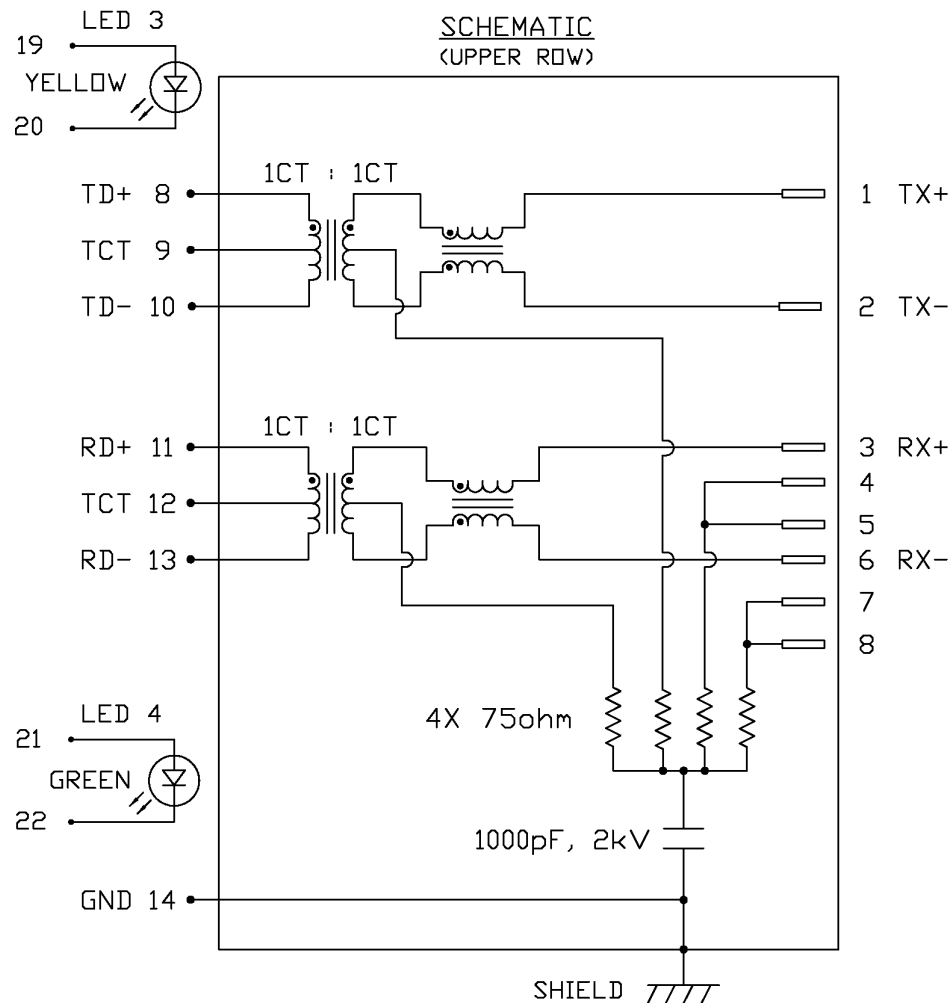 LED 3
SCHEMATIC
(UPPER ROW)
19
YELLOW
20
1CT : 1CT
TD+ 8
1 TX+
TCT 9
TD- 10
2 TX-
1CT : 1CT
RD+ 11
3 RX+
4
TCT 12
5
RD- 13
6 RX-
7
8
LED 4
4X 75ohm
21
GREEN
22
1000pF, 2kV
GND 14
SHIELD